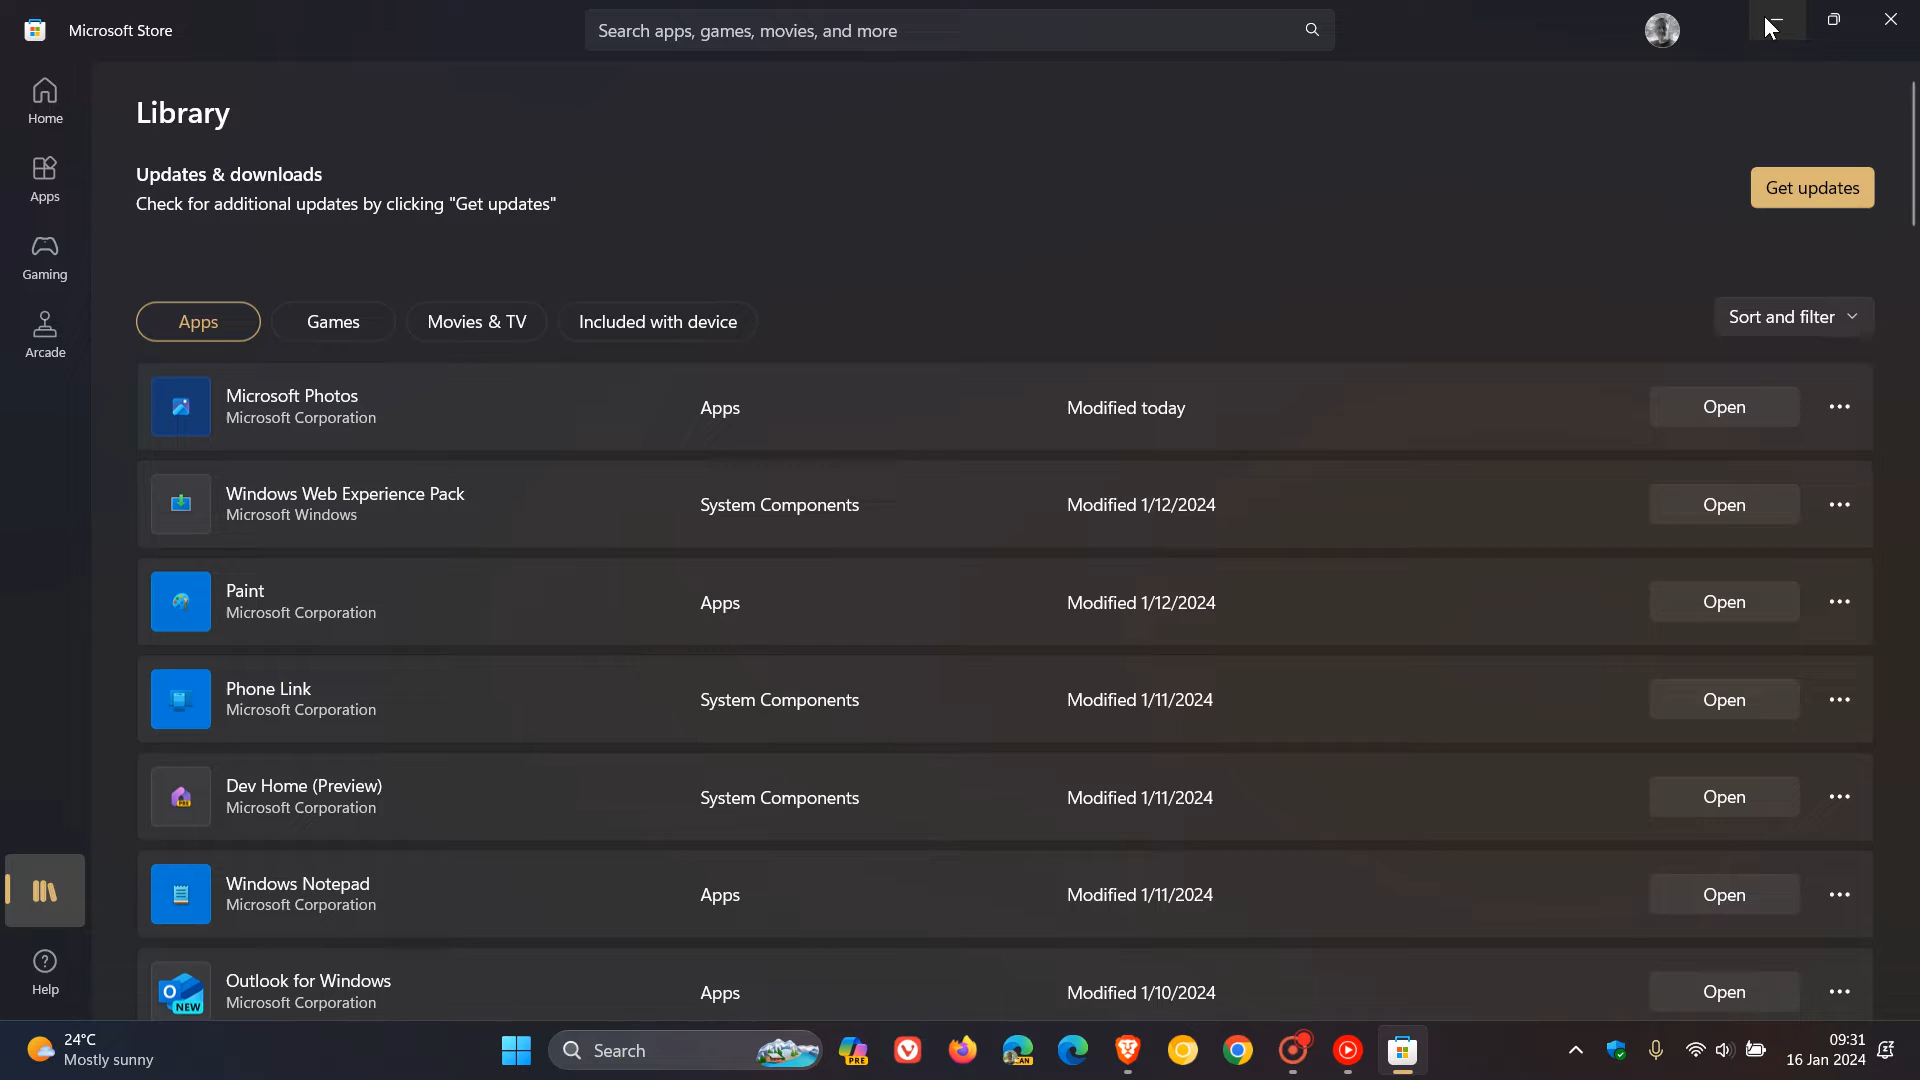 Microsoft Store
Search apps, games, movies, and more
Home
Apps
Gaming
Arcade
Help
Library
Updates & downloads
Check for additional updates by clicking "Get updates"
Get updates
Apps
Games
Movies & TV
Included with device
Sort and filter
Microsoft Photos
Microsoft Corporation
Apps
Modified today
Open
Windows Web Experience Pack
Microsoft Windows
System Components
Modified 1/12/2024
Open
Paint
Microsoft Corporation
Apps
Modified 1/12/2024
Open
Phone Link
Microsoft Corporation
System Components
Modified 1/11/2024
Open
Dev Home (Preview)
Microsoft Corporation
System Components
Modified 1/11/2024
Open
Windows Notepad
Microsoft Corporation
Apps
Modified 1/11/2024
Open
O
NEW
Outlook for Windows
Microsoft Corporation
Apps
Modified 1/10/2024
Open
24°C
Mostly sunny
Search
PRE
CAN
09:31
16 Jan 2024